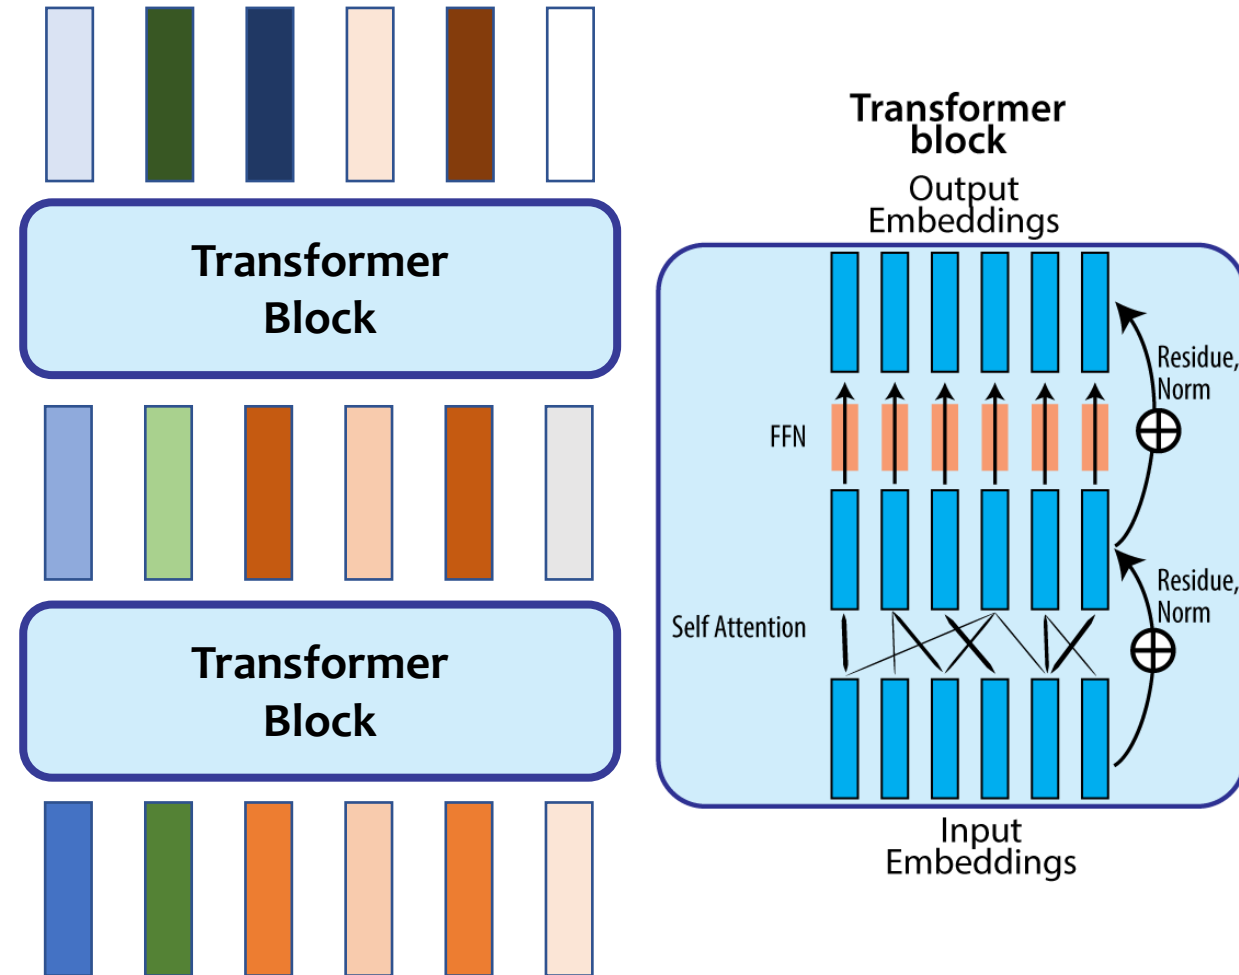 Transformer
Block
Transformer
Block
Transformer
block
Output
Embeddings
Residue,
Norm
FFN
Residue,
Norm
Self Attention
Input
Embeddings